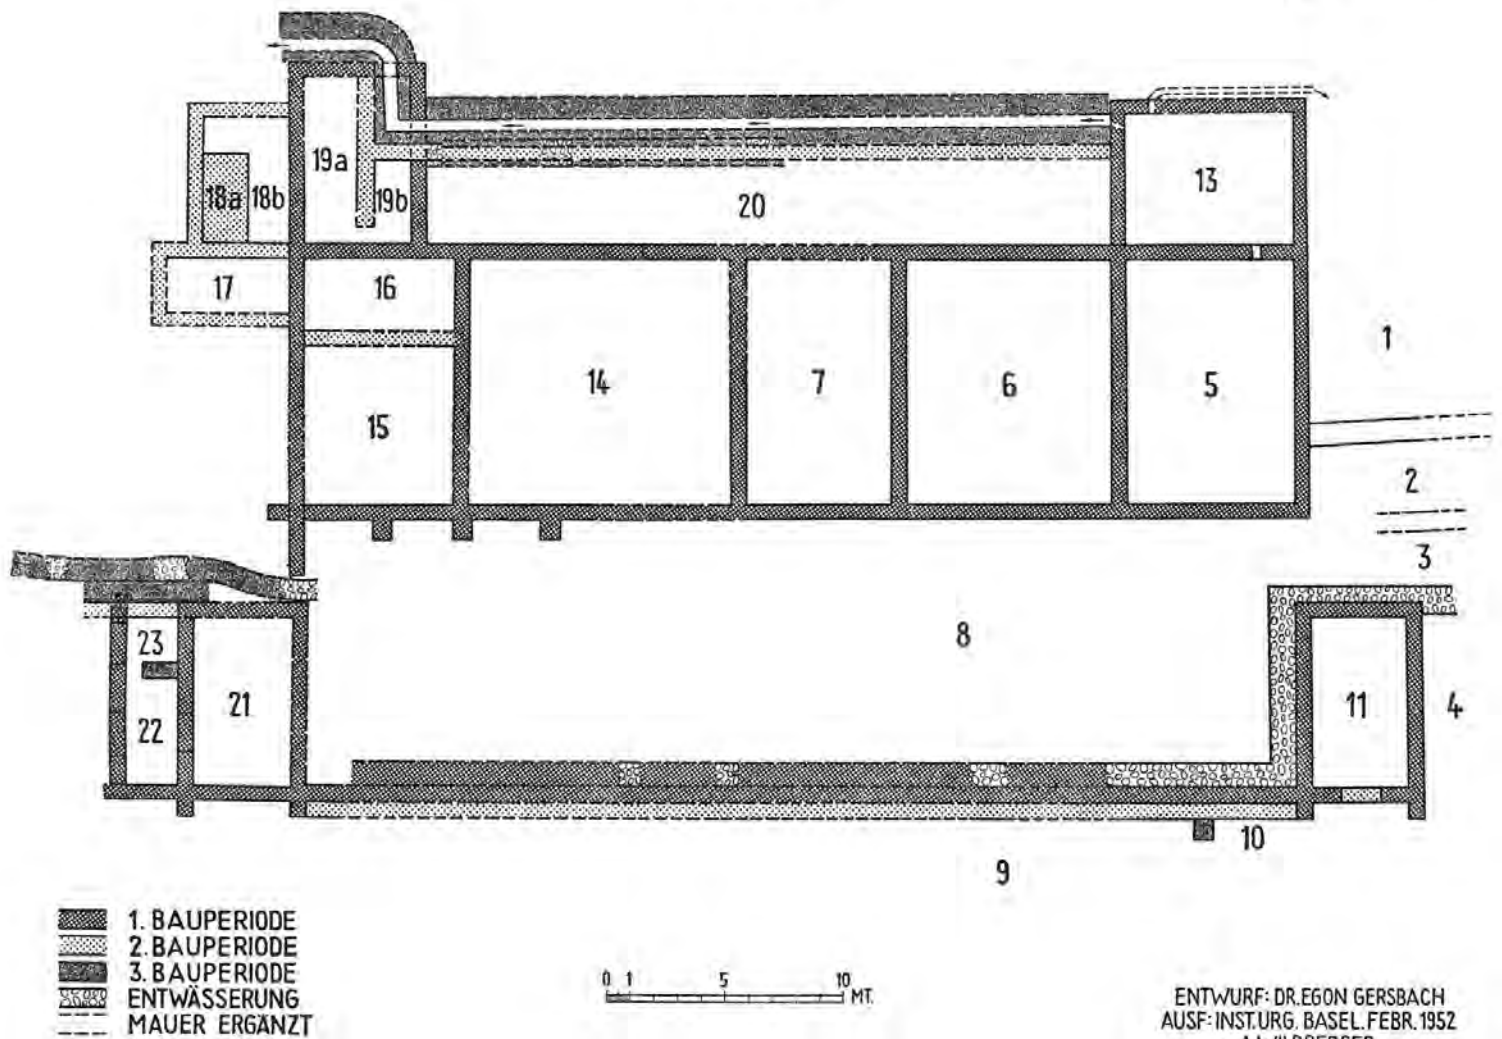 19a
13
18a 18b
19b
20
17
16
1
14
7
6
5
15
2
3
23
8
21
11
4
22
10
9
1. BAUPERIODE
2. BAUPERIODE
3. BAUPERIODE
ENTWÄSSERUNG
MAUER ERGÄNZT
0 1 5 10
MT.
ENTWURF: DR.EGON GERSBACH
AUSF: INST.URG. BASEL. FEBR. 1952